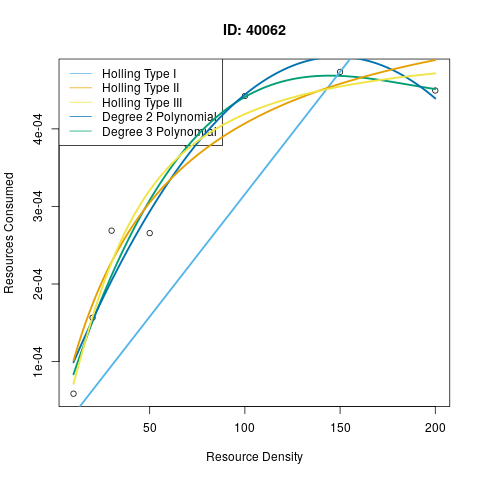 ID: 40062
Holling Type I
Holling Type II
Holling Type III
Degree 2 Polynomial
Degree 3 Polynomial
Resources Consumed
4e-04
3e-04
2e-04
1e-04
50 100 150 200
Resource Density